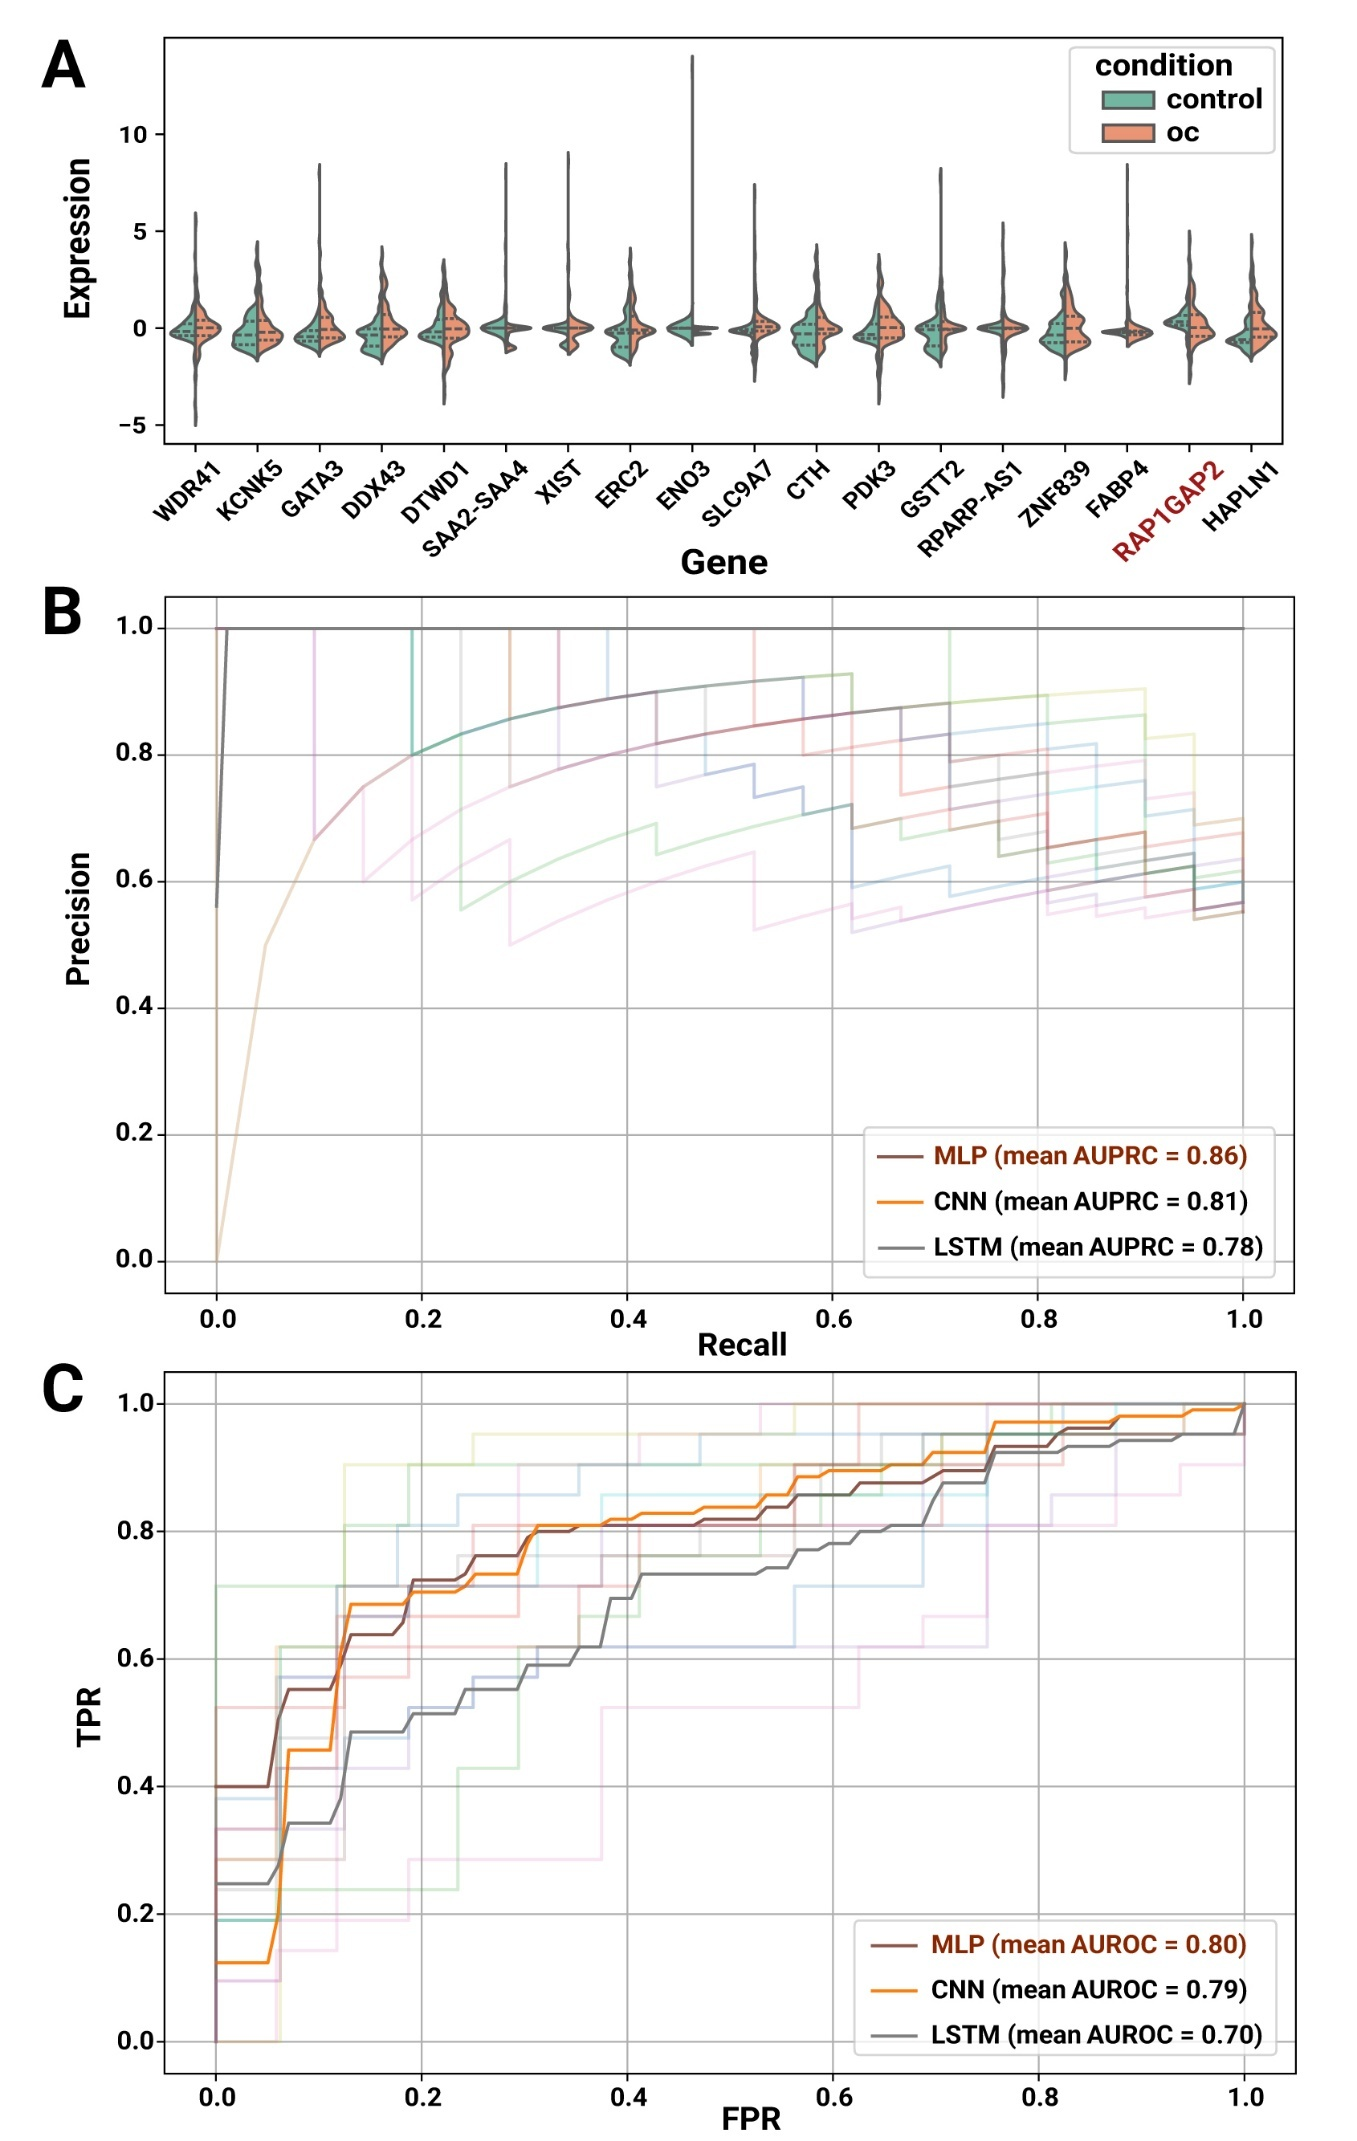 A
condition
control
oc
Expression
10
5
0
−5
WDR41
KCNK5
GATA3
DDX43
DTWD1
SAA2-SAA4
XIST
ERC2
ENO3
SLC9A7
CTH
PDK3
GSTT2
RPARP-AS1
ZNF839
FABP4
RAP1GAP2
HAPLN1
Gene
B
Precision
1.0
0.8
0.6
0.4
0.2
0.0
MLP (mean AUPRC = 0.86)
CNN (mean AUPRC = 0.81)
LSTM (mean AUPRC = 0.78)
0.0 0.2 0.4 0.6 0.8 1.0
Recall
C
TPR
1.0
0.8
0.6
0.4
0.2
0.0
MLP (mean AUROC = 0.80)
CNN (mean AUROC = 0.79)
LSTM (mean AUROC = 0.70)
0.0 0.2 0.4 0.6 0.8 1.0
FPR